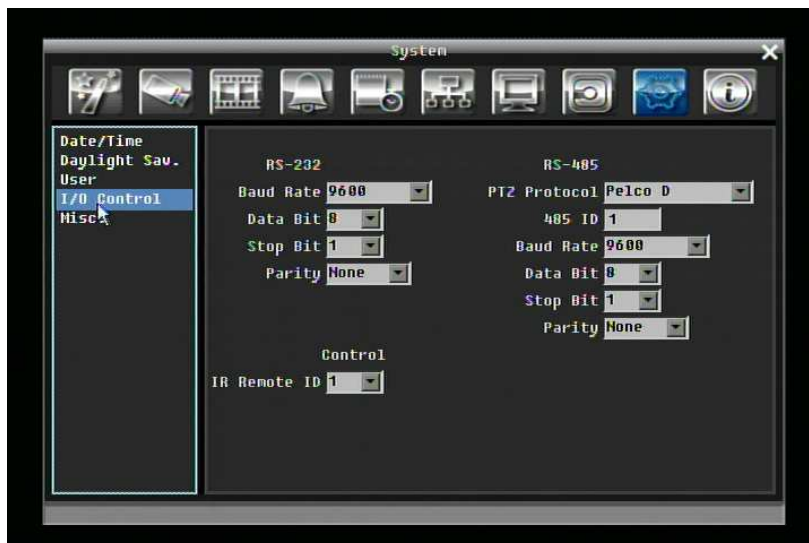 System
Date/Time
Daylight Sav.
User
I/O Control
Misc.
RS-232
Baud Rate 9600
Data Bit 8
Stop Bit 1
Parity None
RS-485
PTZ Protocol Pelco D
485 ID 1
Baud Rate 9600
Data Bit 8
Stop Bit 1
Parity None
Control
IR Remote ID 1